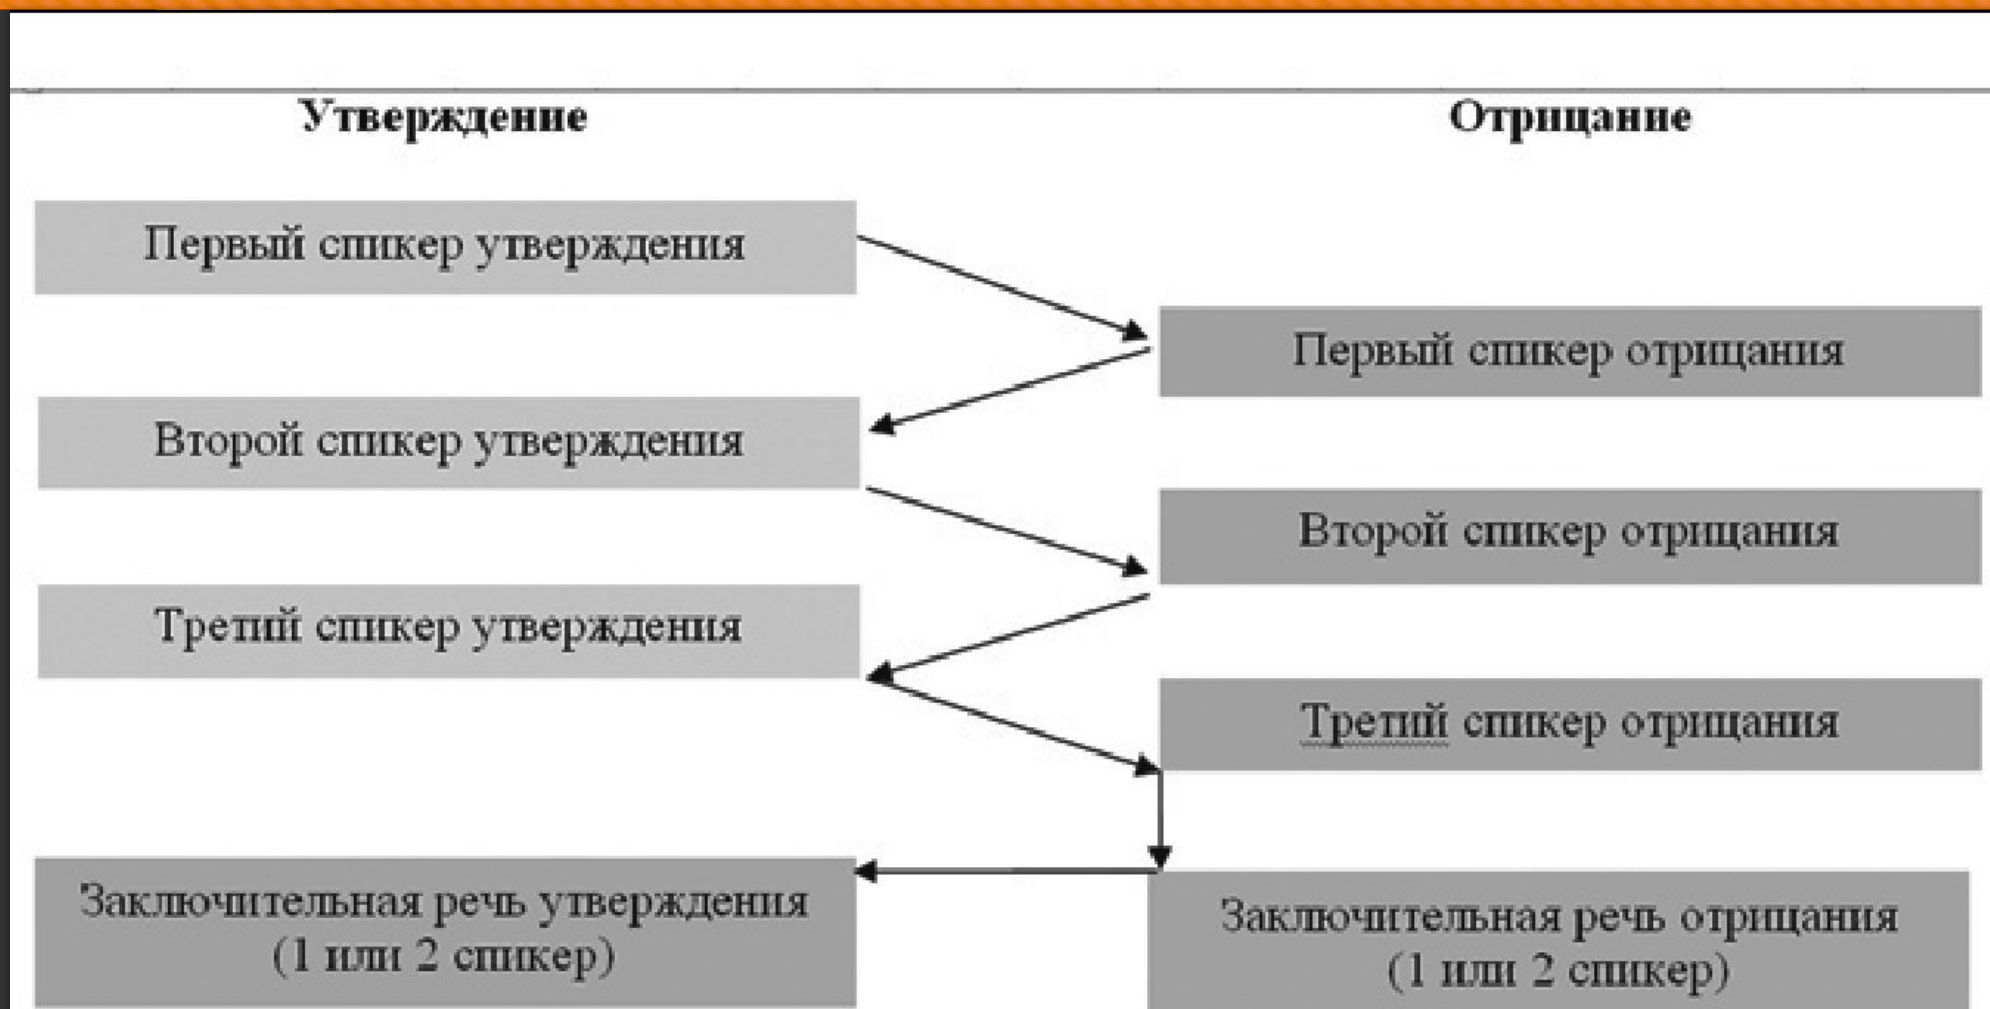 Утверждение
Отрицание
Первый спикер утверждения
Первый спикер отрицания
Второй спикер утверждения
Второй спикер отрицания
Третий спикер утверждения
Третий спикер отрицания
Заключительная речь утверждения
(1 или 2 спикер)
Заключительная речь отрицания
(1 или 2 спикер)